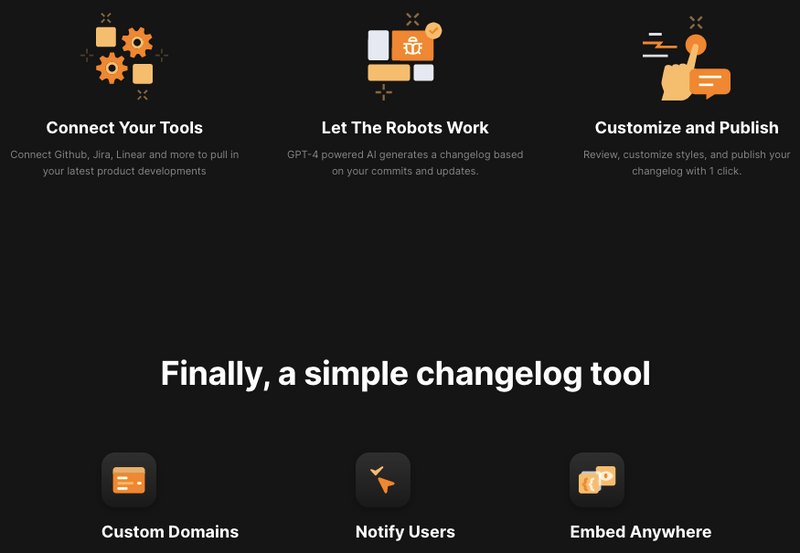 Connect Your Tools
Connect Github, Jira, Linear and more to pull in
your latest product developments
Let The Robots Work
GPT-4 powered AI generates a changelog based
on your commits and updates.
Customize and Publish
Review, customize styles, and publish your
changelog with 1 click.
Finally, a simple changelog tool
Custom Domains
Notify Users
Embed Anywhere